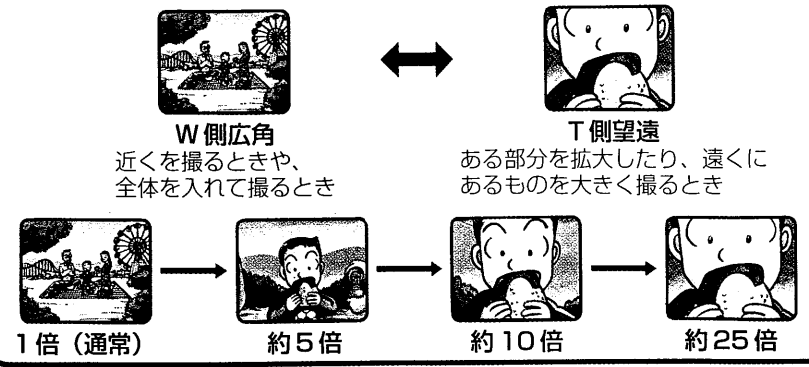 W側広角
近くを撮るときや、
全体を入れて撮るとき
T側望遠
ある部分を拡大したり、遠くに
あるものを大きく撮るとき
1倍（通常）
約5倍
約10倍
約25倍